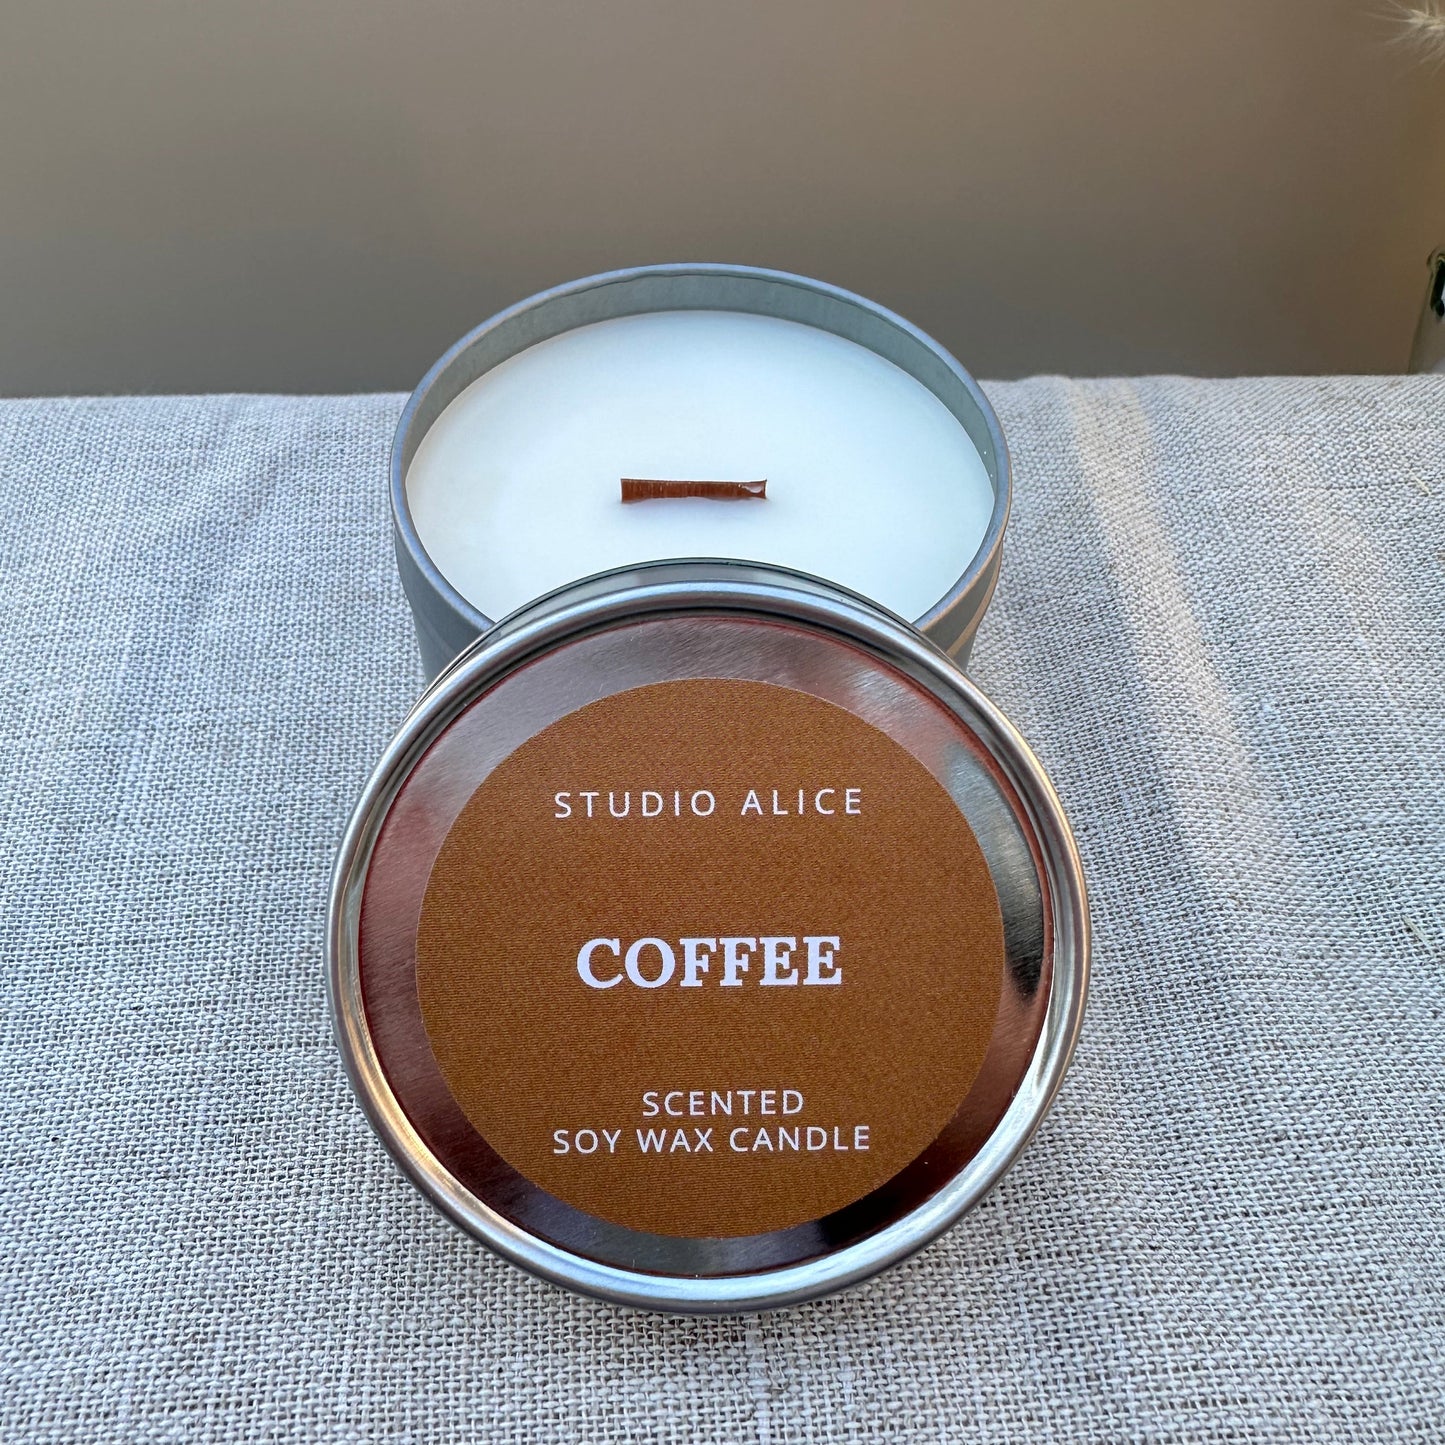 STUDIO ALICE
COFFEE
SCENTED
SOY WAX CANDLE